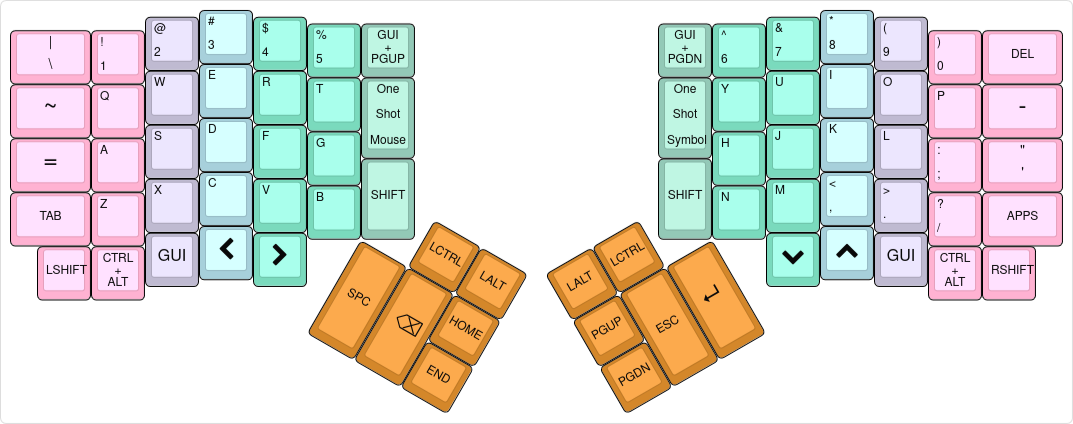 | ! @ # $ % GUI + PGUP GUI + PGDN ^ & * ( ) DEL
\ 1 2 3 4 5 6 7 8 9 0
~ Q W E R T One Shot Mouse One Shot Symbol Y U I O P -
= A S D F G H J K L : ; " '
TAB Z X C V B SHIFT SHIFT N M < , > . ? / APPS
LSHIFT CTRL + ALT GUI < > GUI CTRL + ALT RSHIFT
LCTRL LALT LALT LCTRL
SPC HOME PGUP ESC
END PGDN